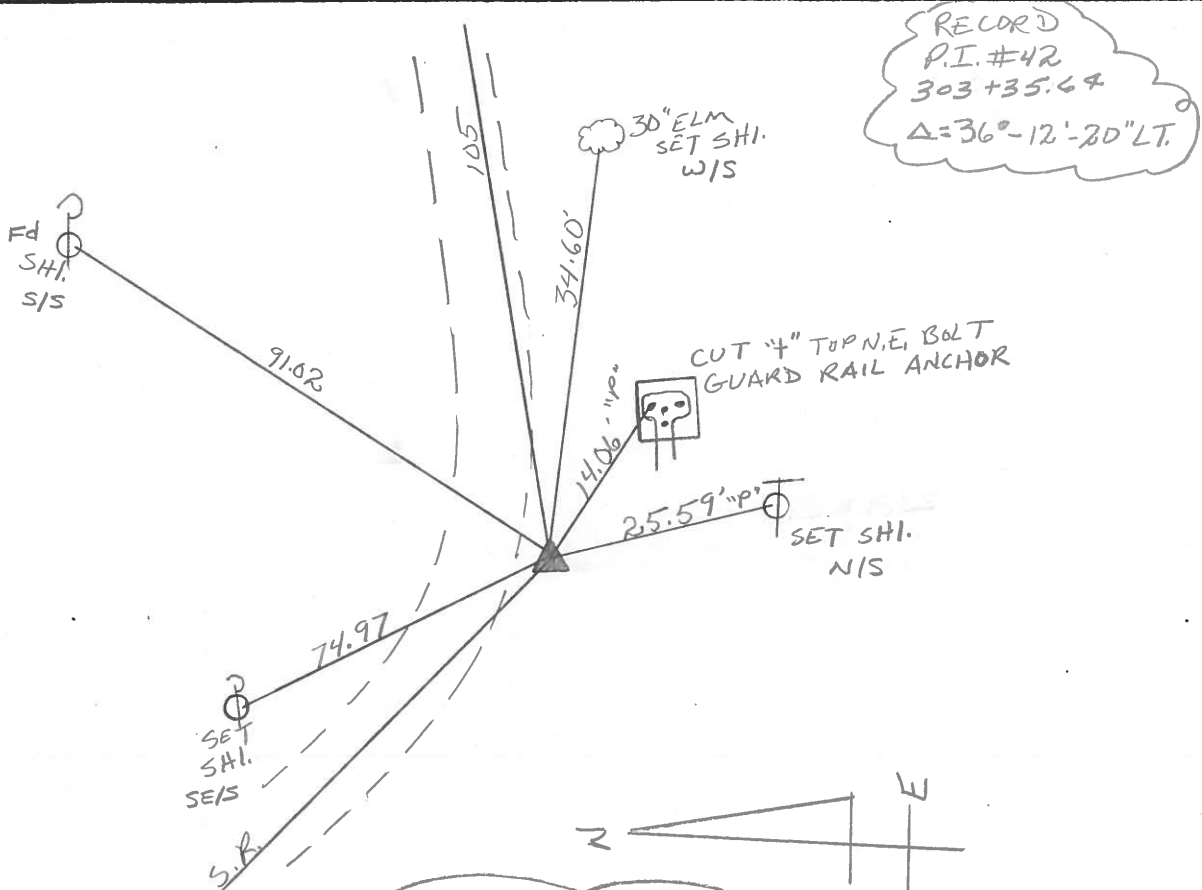 RECORD
P.I. #42
303+35.64
Δ=36°-12'-20" LT.
105
30" ELM
SET SHI.
W/S
34.60'
Fd
SHI.
S/S
91.02
CUT "+" TOP N.E. BOLT
GUARD RAIL ANCHOR
14.06-"P"
25.59' "P"
SET SHI.
N/S
74.97
SET
SHI.
SE/S
S.R.
N
E